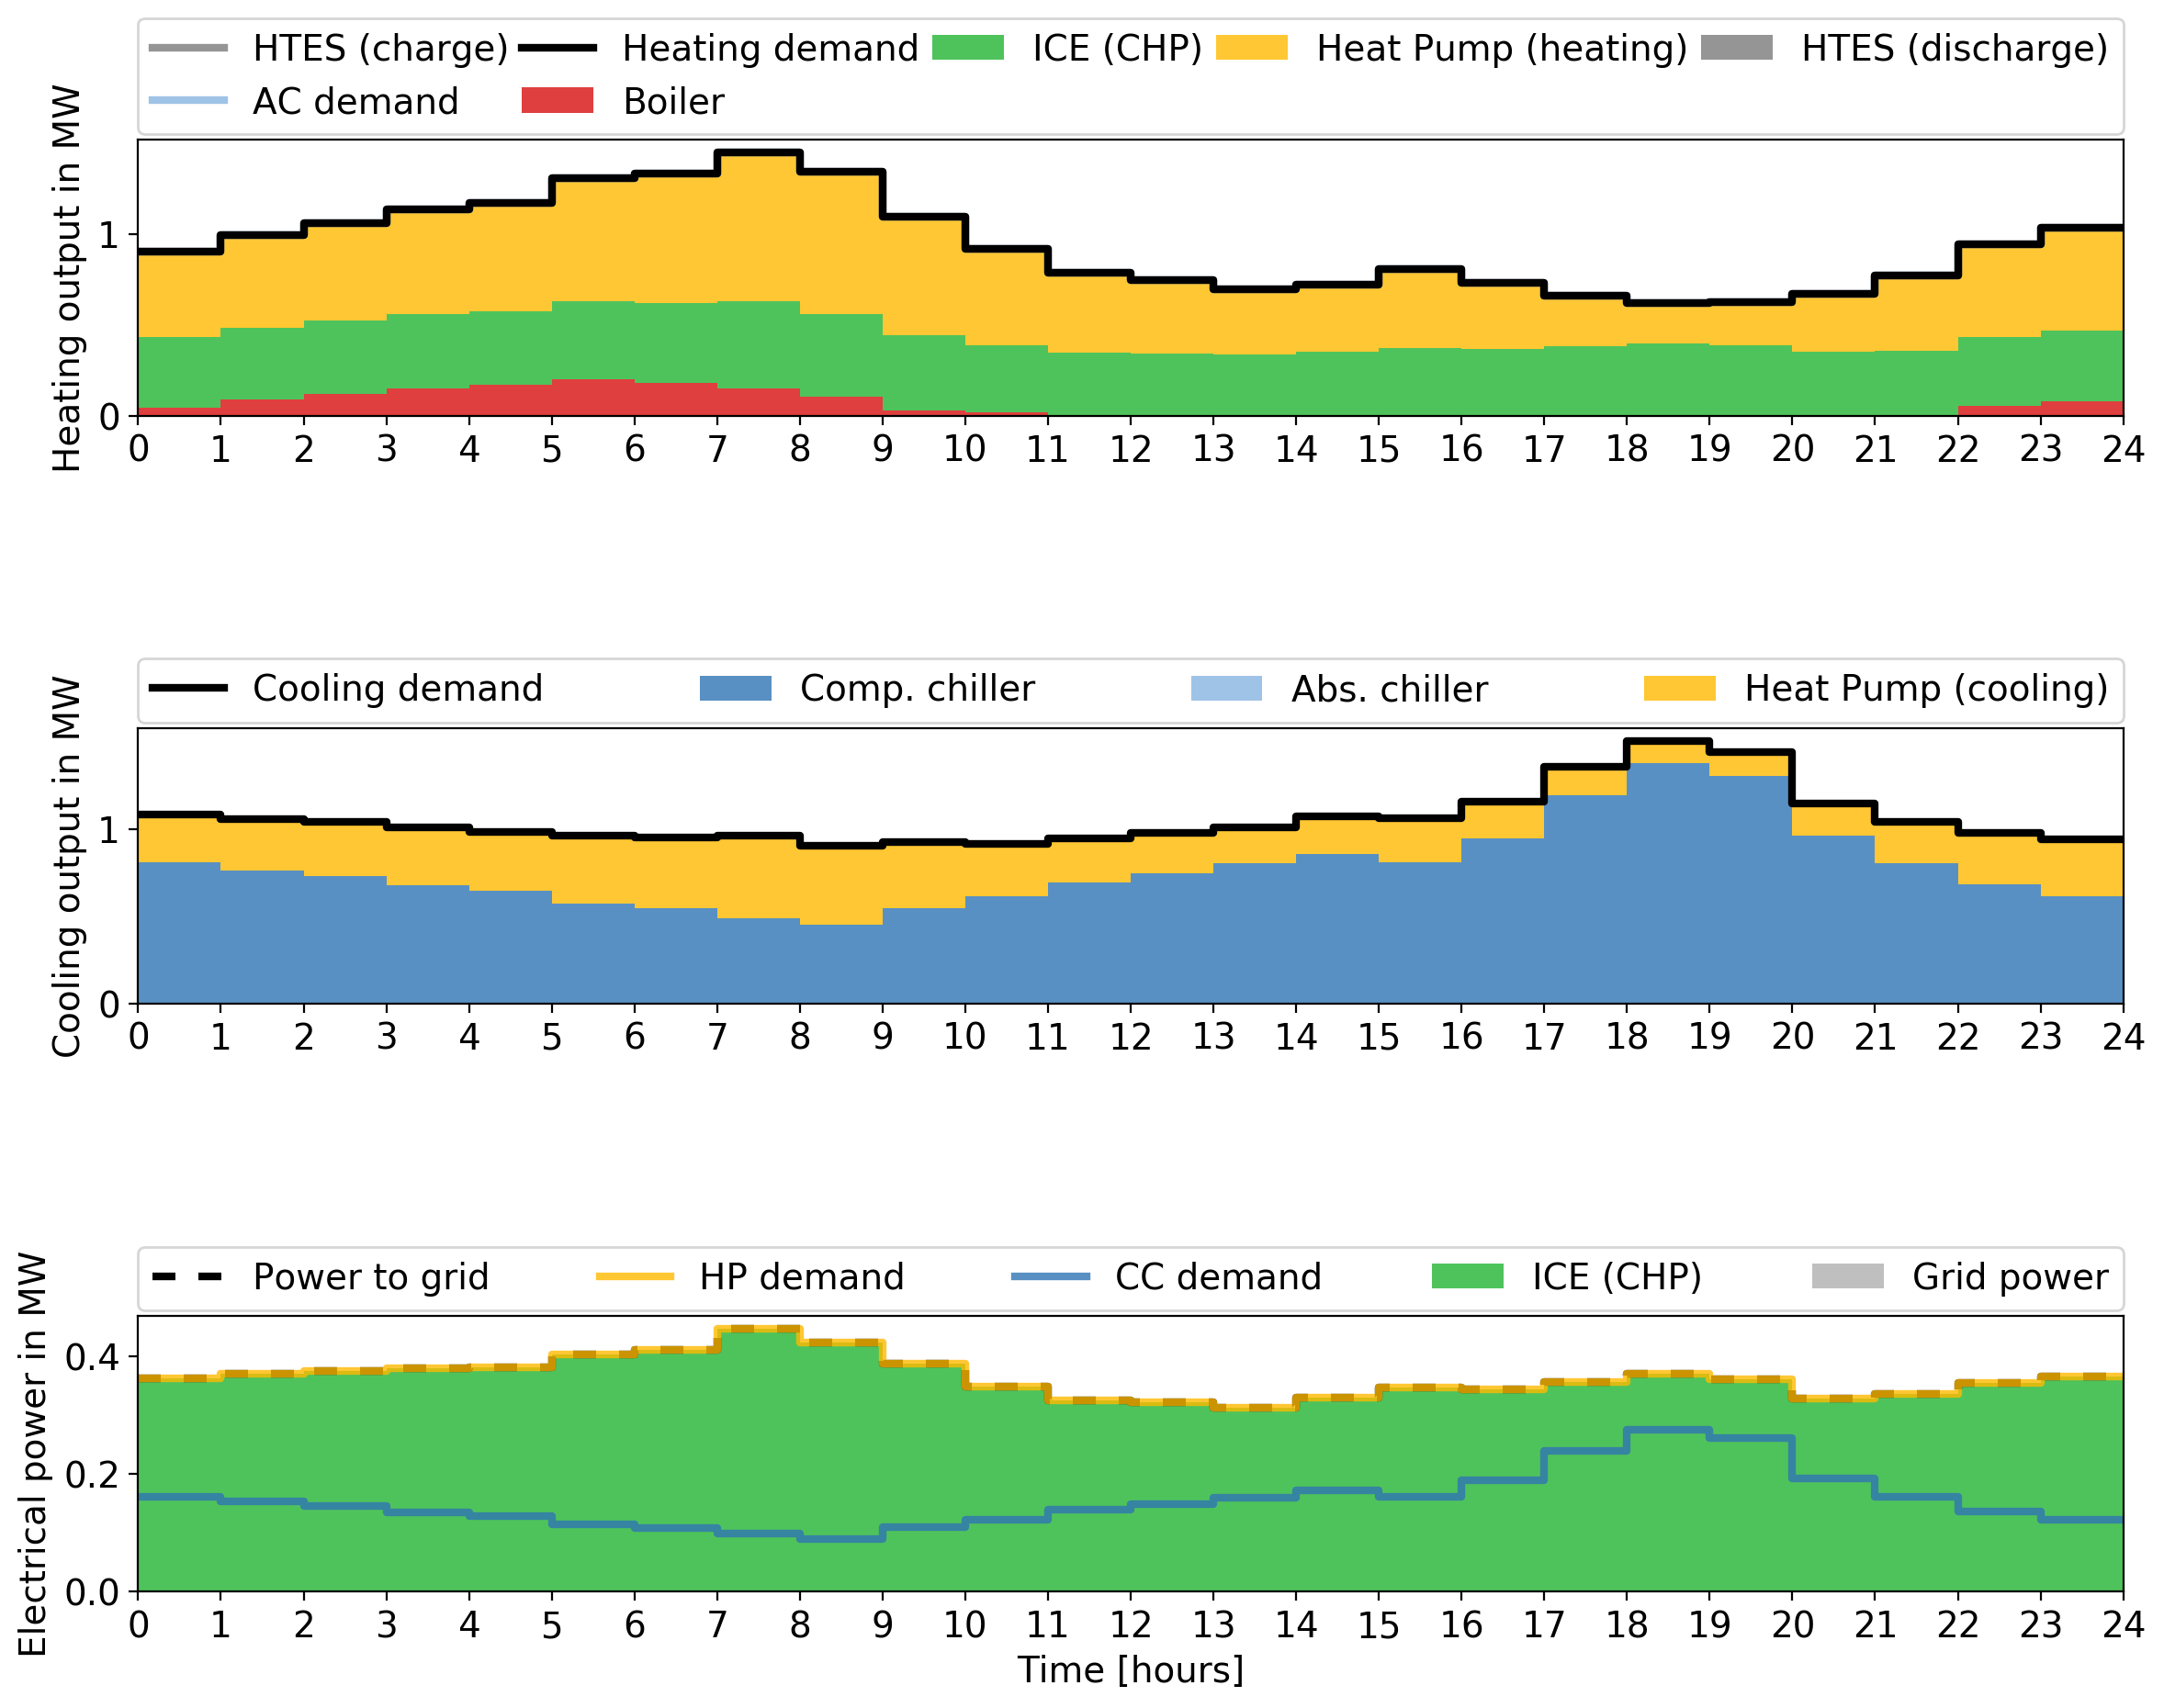 HTES (charge) Heating demand ICE (CHP) Heat Pump (heating) HTES (discharge)
AC demand Boiler
Heating output in MW
1
0
0 1 2 3 4 5 6 7 8 9 10 11 12 13 14 15 16 17 18 19 20 21 22 23 24
Cooling demand Comp. chiller Abs. chiller Heat Pump (cooling)
Cooling output in MW
1
0
0 1 2 3 4 5 6 7 8 9 10 11 12 13 14 15 16 17 18 19 20 21 22 23 24
Power to grid HP demand CC demand ICE (CHP) Grid power
Electrical power in MW
0.4
0.2
0.0
0 1 2 3 4 5 6 7 8 9 10 11 12 13 14 15 16 17 18 19 20 21 22 23 24
Time [hours]